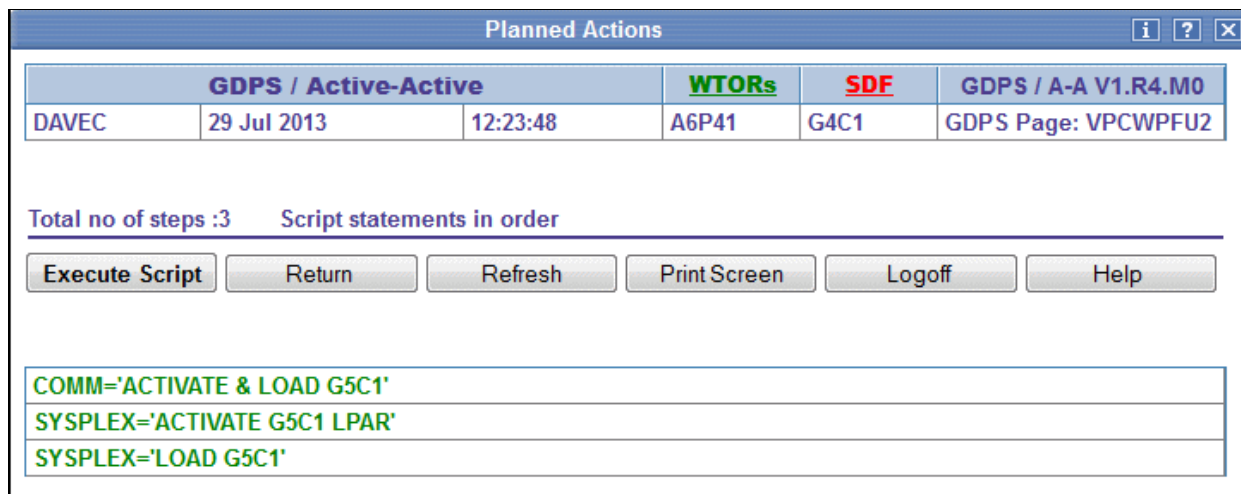 Planned Actions
i ? X
GDPS / Active-Active WTORs SDF GDPS / A-A V1.R4.M0
DAVEC 29 Jul 2013 12:23:48 A6P41 G4C1 GDPS Page: VPCWPFU2
Total no of steps :3 Script statements in order
Execute Script Return Refresh Print Screen Logoff Help
COMM='ACTIVATE & LOAD G5C1'
SYSPLEX='ACTIVATE G5C1 LPAR'
SYSPLEX='LOAD G5C1'